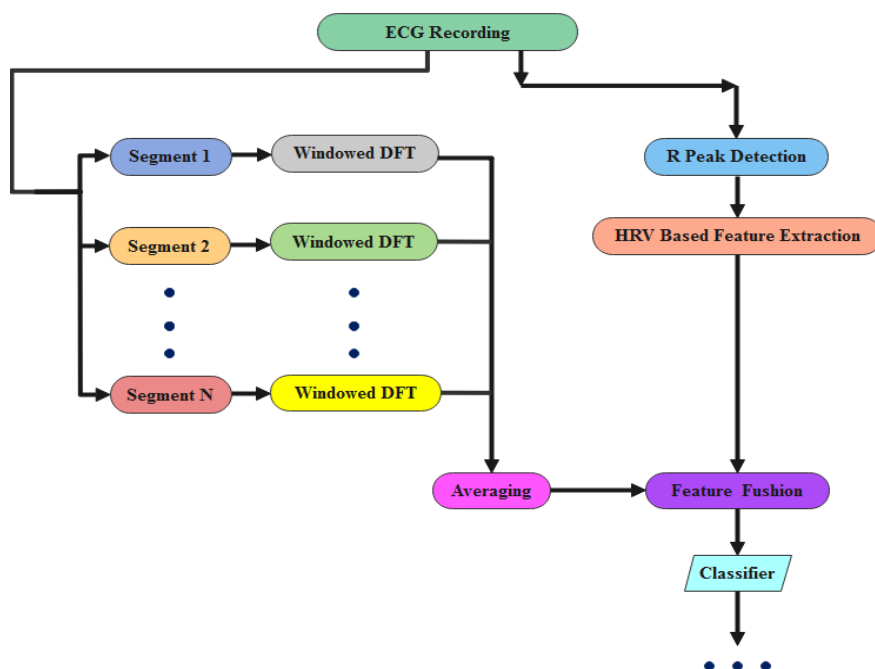 ECG Recording
Segment 1
Windowed DFT
R Peak Detection
Segment 2
Windowed DFT
HRV Based Feature Extraction
Segment N
Windowed DFT
Averaging
Feature Fushion
Classifier